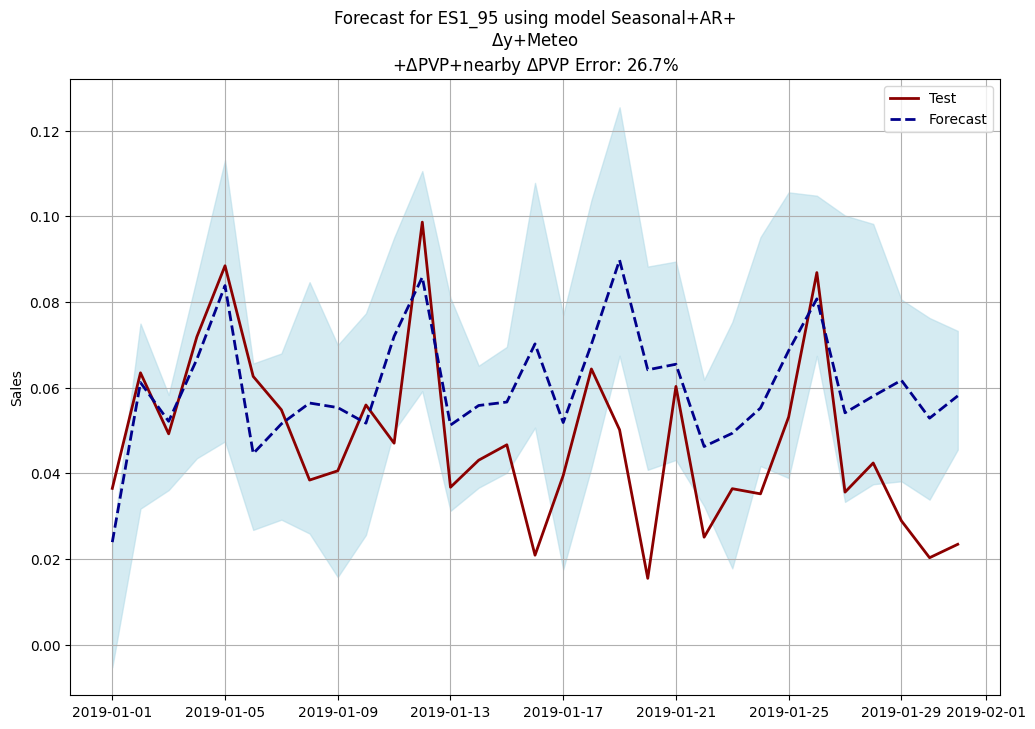 Forecast for ES1_95 using model Seasonal+AR+
Δy+Meteo
+ΔPVP+nearby ΔPVP Error: 26.7%
Test
Forecast
0.12
0.10
0.08
0.06
0.04
0.02
0.00
Sales
2019-01-01 2019-01-05 2019-01-09 2019-01-13 2019-01-17 2019-01-21 2019-01-25 2019-01-29 2019-02-01